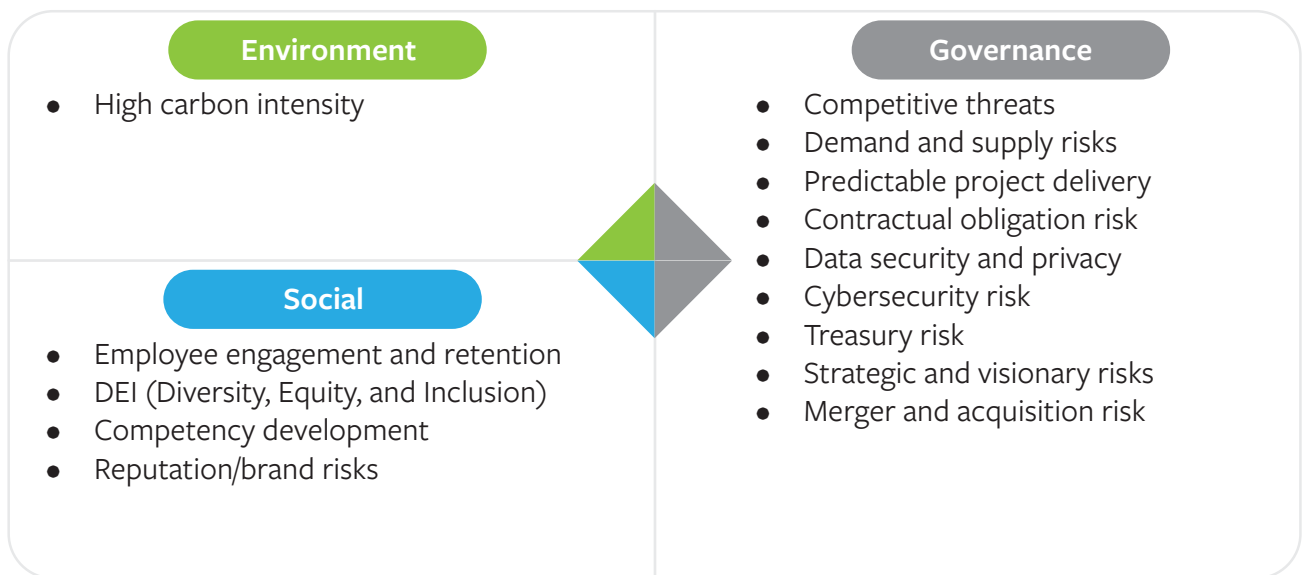 Environment
● High carbon intensity
Social
● Employee engagement and retention
● DEI (Diversity, Equity, and Inclusion)
● Competency development
● Reputation/brand risks
Governance
● Competitive threats
● Demand and supply risks
● Predictable project delivery
● Contractual obligation risk
● Data security and privacy
● Cybersecurity risk
● Treasury risk
● Strategic and visionary risks
● Merger and acquisition risk